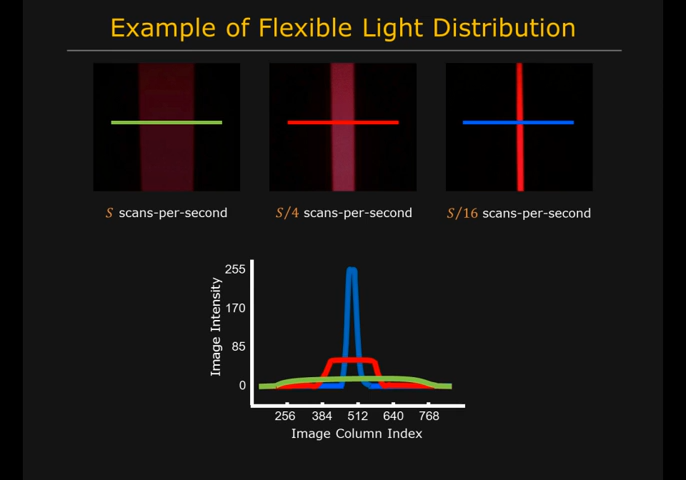 Example of Flexible Light Distribution
S scans-per-second
S/4 scans-per-second
S/16 scans-per-second
Image Intensity
255
170
85
0
256 384 512 640 768
Image Column Index